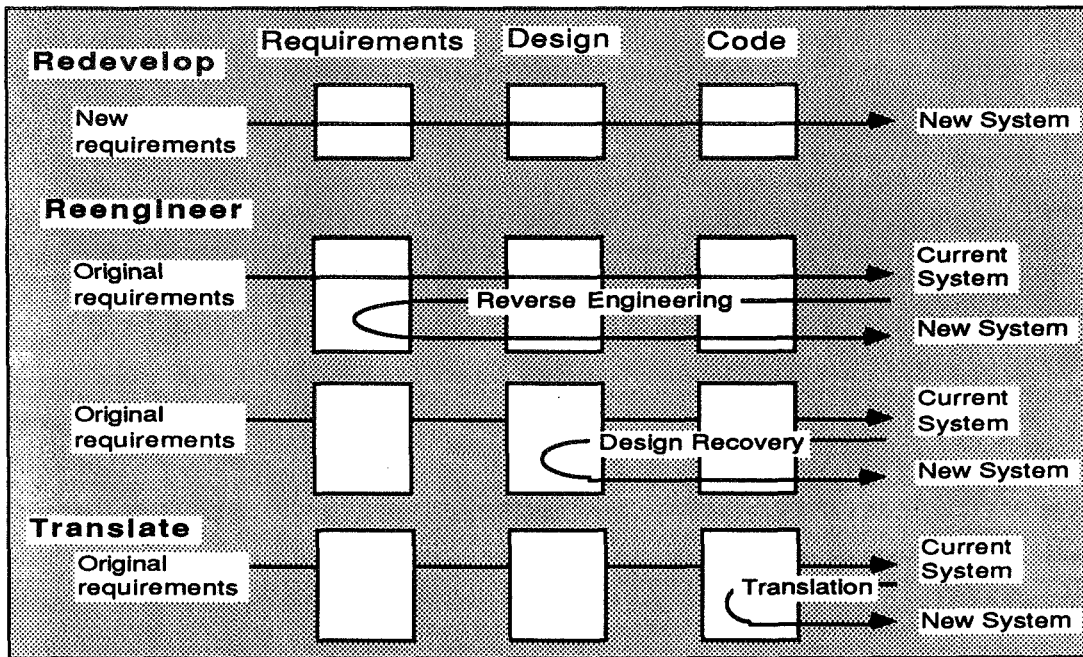 Requirements Design Code
Redevelop
New
requirements
New System
Reengineer
Original
requirements
Current
System
Reverse Engineering
New System
Original
requirements
Current
System
Design Recovery
New System
Translate
Original
requirements
Current
System
Translation
New System